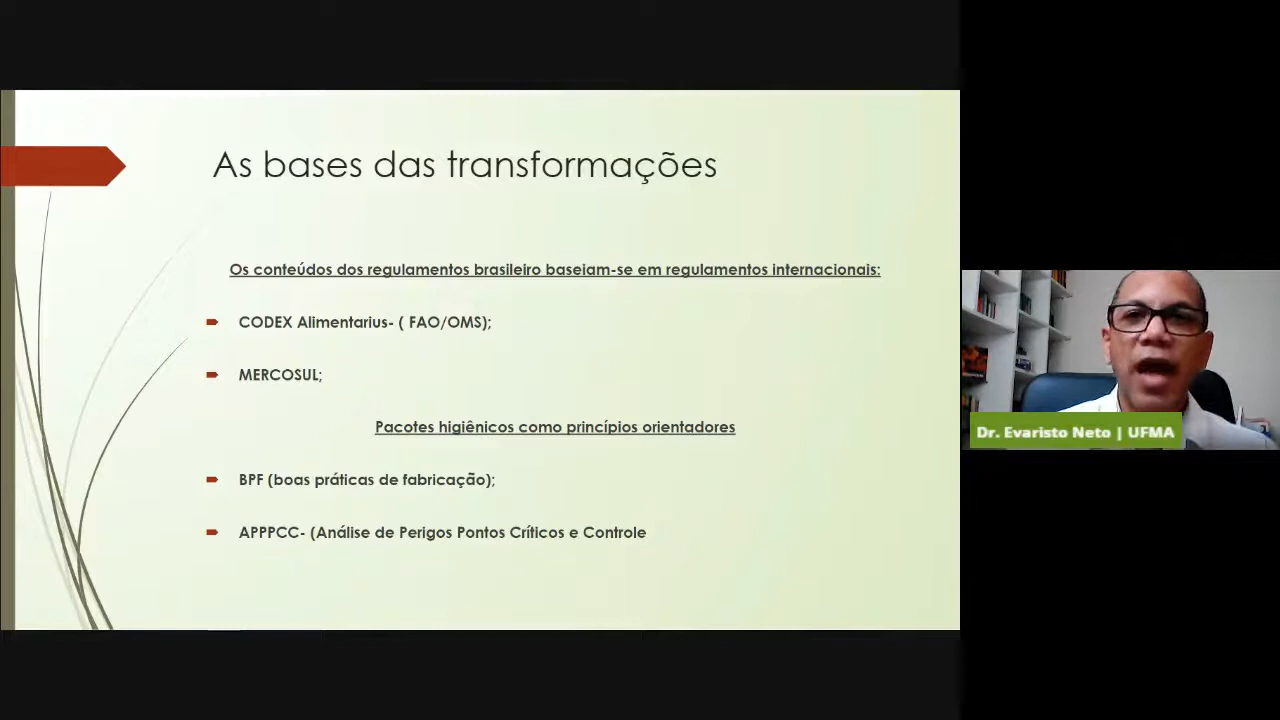 As bases das transformações
Os conteúdos dos regulamentos brasileiro baseiam-se em regulamentos internacionais:
CODEX Alimentarius- ( FAO/OMS);
MERCOSUL;
Pacotes higiênicos como princípios orientadores
BPF (boas práticas de fabricação);
APPPCC- (Análise de Perigos Pontos Críticos e Controle
Dr. Evaristo Neto | UFMA